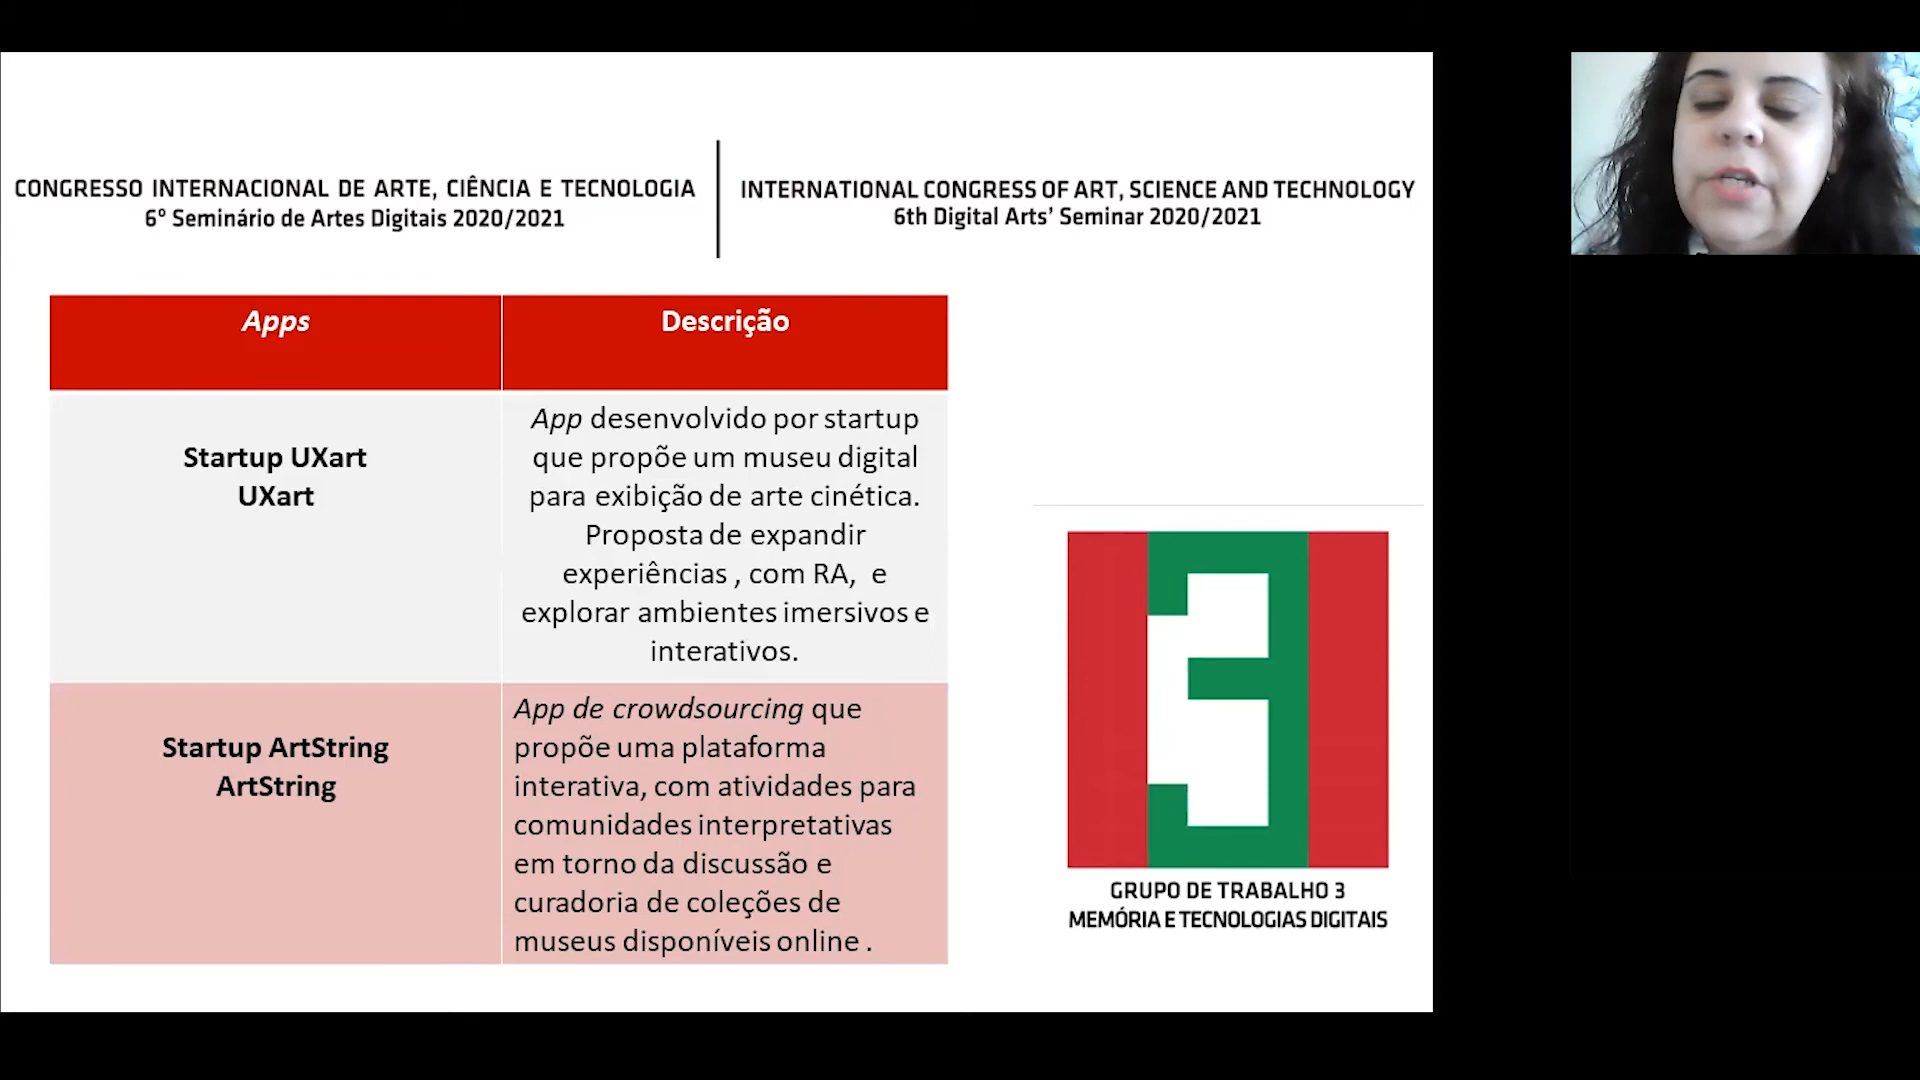 CONGRESSO INTERNACIONAL DE ARTE, CIÊNCIA E TECNOLOGIA
6º Seminário de Artes Digitais 2020/2021
INTERNATIONAL CONGRESS OF ART, SCIENCE AND TECHNOLOGY
6th Digital Arts’ Seminar 2020/2021
Apps
Descrição
Startup UXart
UXart
App desenvolvido por startup
que propõe um museu digital
para exibição de arte cinética.
Proposta de expandir
experiências , com RA, e
explorar ambientes imersivos e
interativos.
Startup ArtString
ArtString
App de crowdsourcing que
propõe uma plataforma
interativa, com atividades para
comunidades interpretativas
em torno da discussão e
curadoria de coleções de
museus disponíveis online .
3
GRUPO DE TRABALHO 3
MEMÓRIA E TECNOLOGIAS DIGITAIS